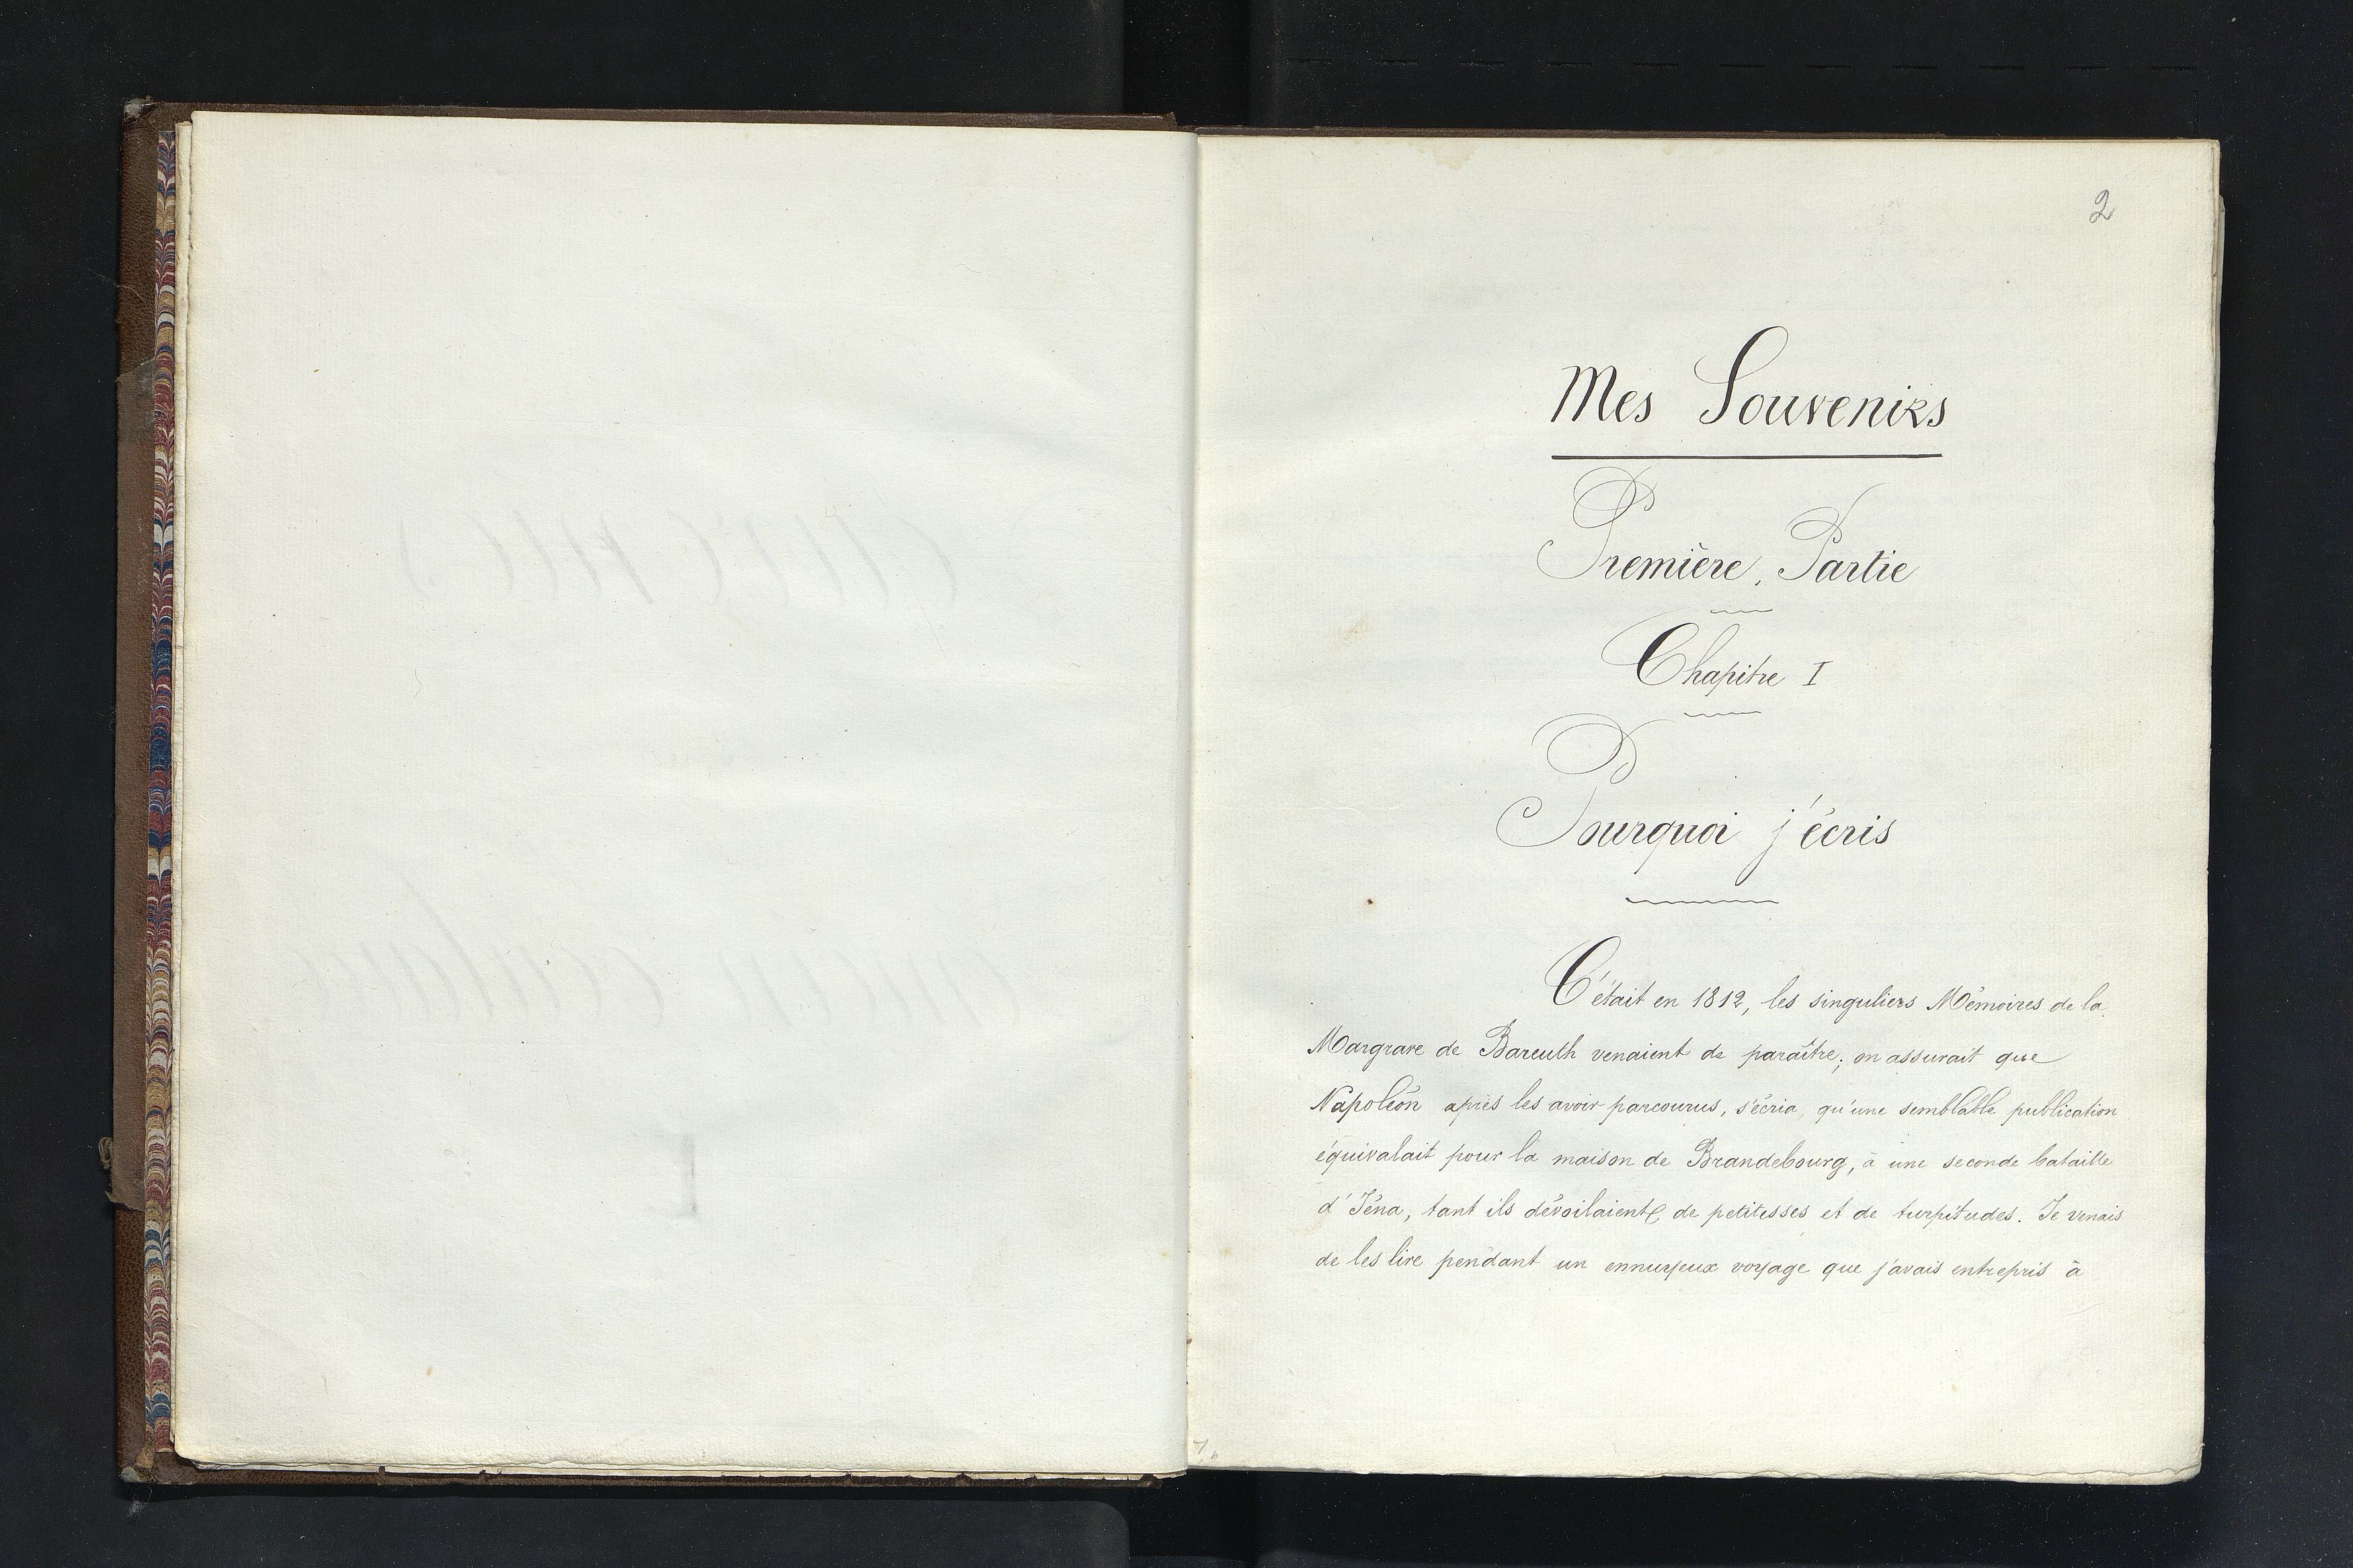 2
Mes Souvenirs
Première Partie
Chapitre I
Pourquoi j'écris
C'était en 1812, les singuliers Mémoires de la
Margrave de Bareuth venaient de paraître; on assurait que
Napoléon après les avoir parcourus, s'écria, qu'une semblable publication
équivalait pour la maison de Brandebourg, à une seconde bataille
d'Iéna, tant ils dévoilaient de petitesses et de turpitudes. Je venais
de les lire pendant un ennuyeux voyage que j'avais entrepris à